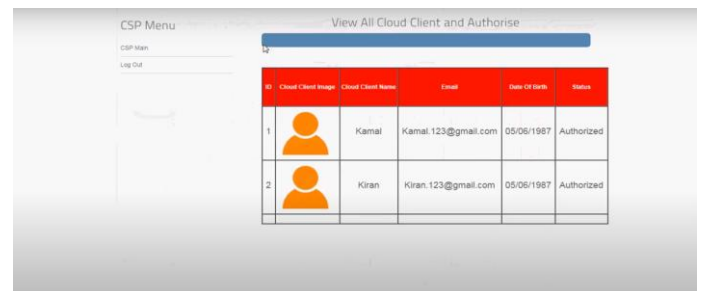 CSP Menu
CSP Main
Log Out
View All Cloud Client and Authorise
ID Cloud Client Image Cloud Client Name Email Date Of Birth Status
1 Kamal Kamal.123@gmail.com 05/06/1987 Authorized
2 Kiran Kiran.123@gmail.com 05/06/1987 Authorized